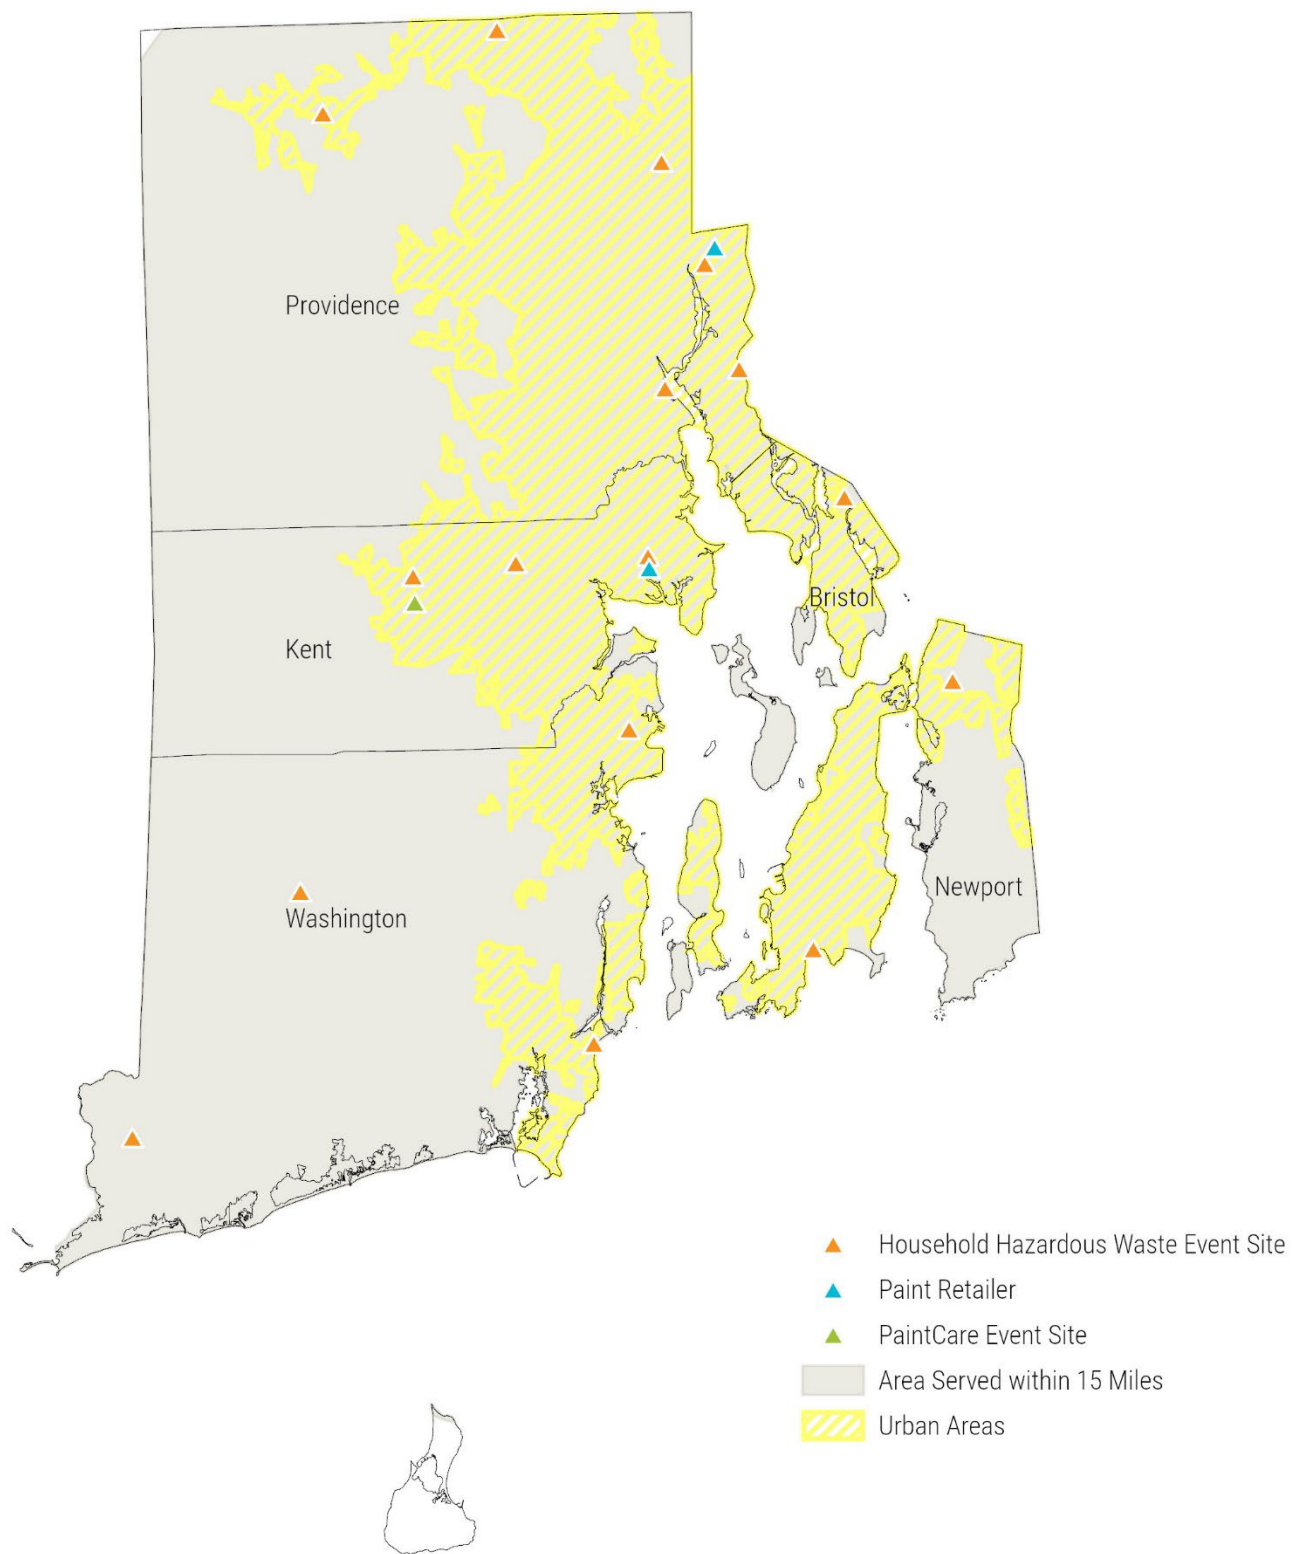 Providence
Kent
Bristol
Newport
Washington
Household Hazardous Waste Event Site
Paint Retailer
PaintCare Event Site
Area Served within 15 Miles
Urban Areas